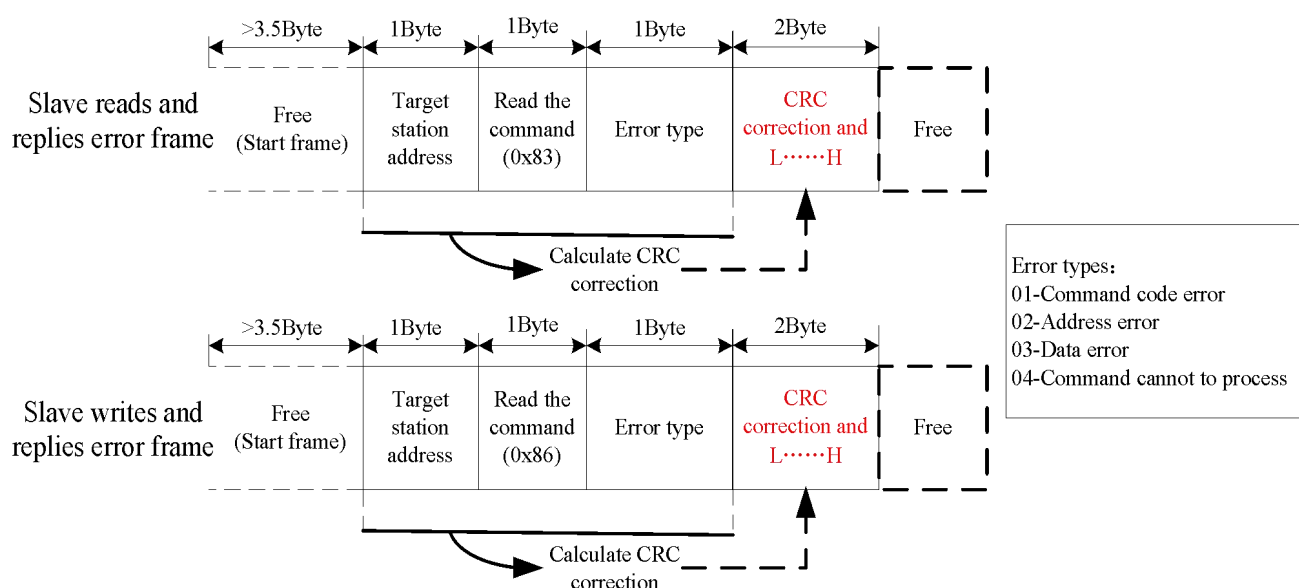 >3.5Byte
1Byte
1Byte
1Byte
2Byte
Slave reads and
replies error frame
Free
(Start frame)
Target
station
address
Read the
command
(0x83)
Error type
CRC
correction and
L······H
Free
Calculate CRC
correction
>3.5Byte
1Byte
1Byte
1Byte
2Byte
Slave writes and
replies error frame
Free
(Start frame)
Target
station
address
Read the
command
(0x86)
Error type
CRC
correction and
L······H
Free
Calculate CRC
correction
Error types:
01-Command code error
02-Address error
03-Data error
04-Command cannot to process